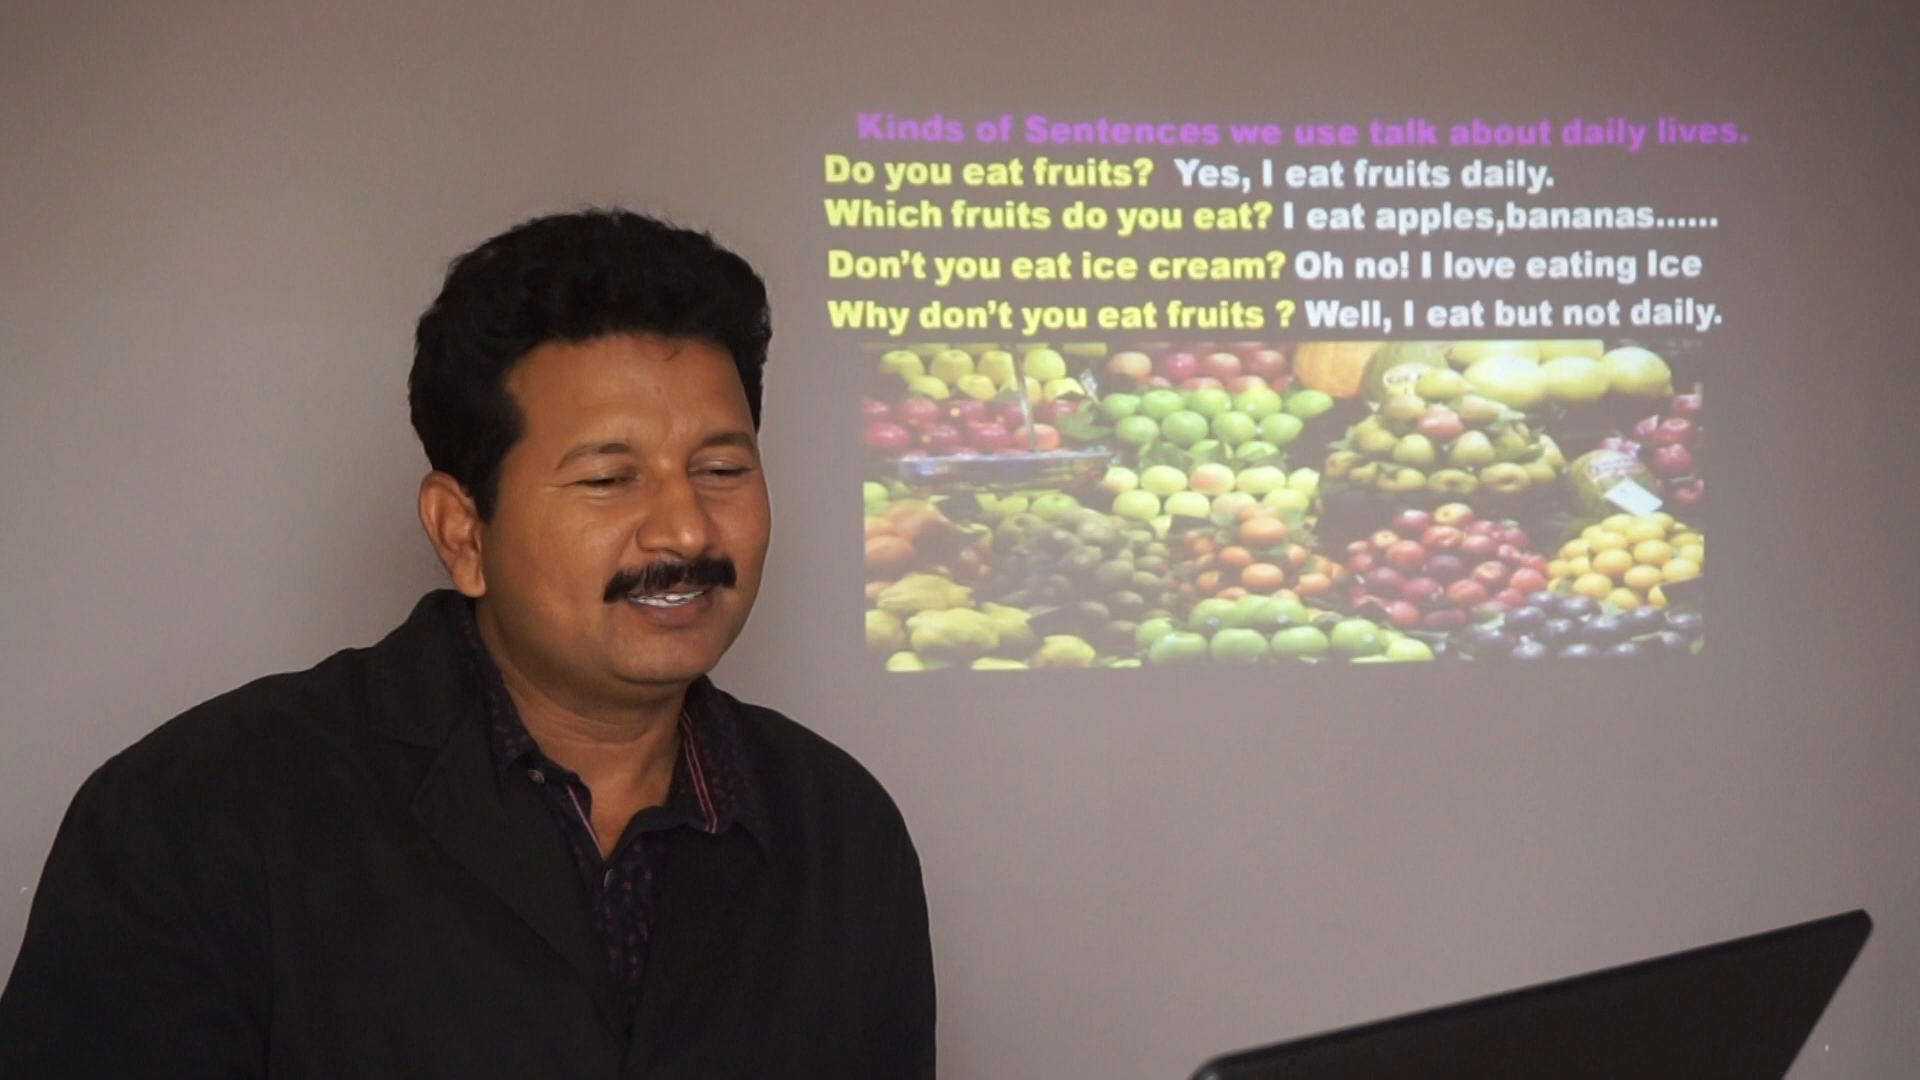 Kinds of Sentences we use talk about daily lives.
Do you eat fruits? Yes, I eat fruits daily.
Which fruits do you eat? I eat apples,bananas......
Don't you eat ice cream? Oh no! I love eating Ice
Why don't you eat fruits ? Well, I eat but not daily.